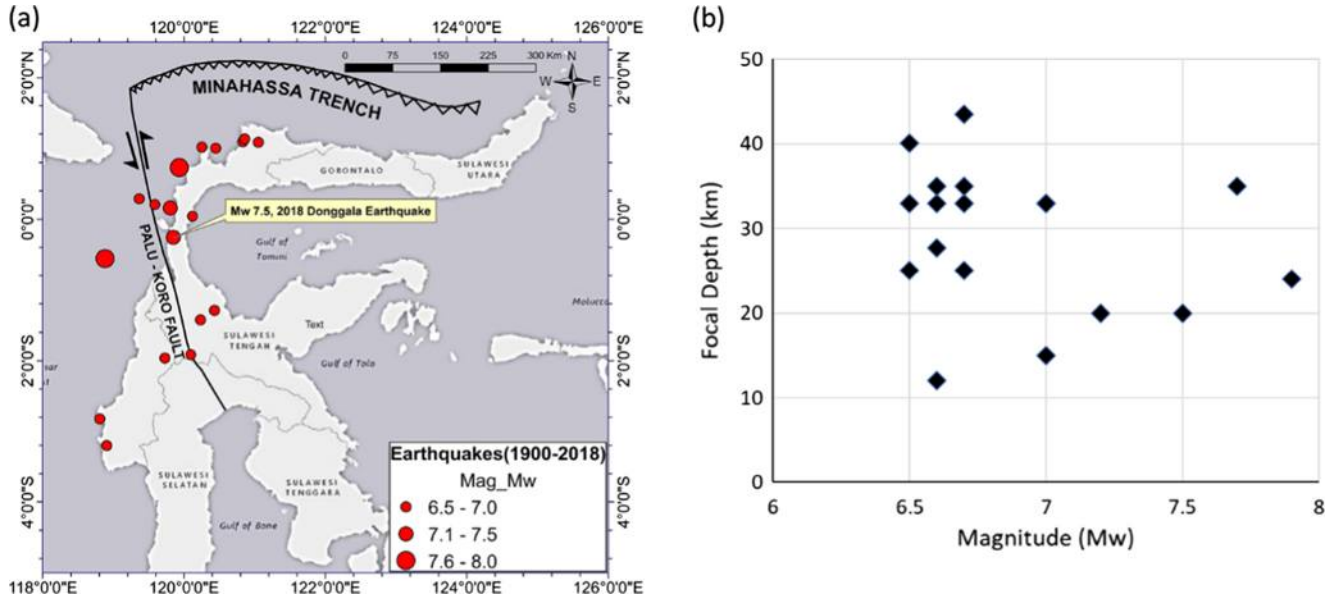 (a)
120°0'0"E 122°0'0"E 124°0'0"E 126°0'0"E
0 75 150 225 300 Km
N
W E
S
MINAHASSA TRENCH
GORONTALO
SULAWESI
UTARA
Mw 7.5, 2018 Donggala Earthquake
PALU - KORO FAULT
Gulf of
Tomini
Molucca
SULAWESI
TENGAH
Text
Gulf of Tolo
SULAWESI
SELATAN
SULAWESI
TENGGARA
Gulf of Bone
Earthquakes(1900-2018)
Mag_Mw
6.5 - 7.0
7.1 - 7.5
7.6 - 8.0
2°0'0"N
0°0'0"
2°0'0"S
4°0'0"S
2°0'0"N
0°0'0"
2°0'0"S
4°0'0"S
118°0'0"E 120°0'0"E 122°0'0"E 124°0'0"E 126°0'0"E
(b)
Focal Depth (km)
50
40
30
20
10
0
6 6.5 7 7.5 8
Magnitude (Mw)